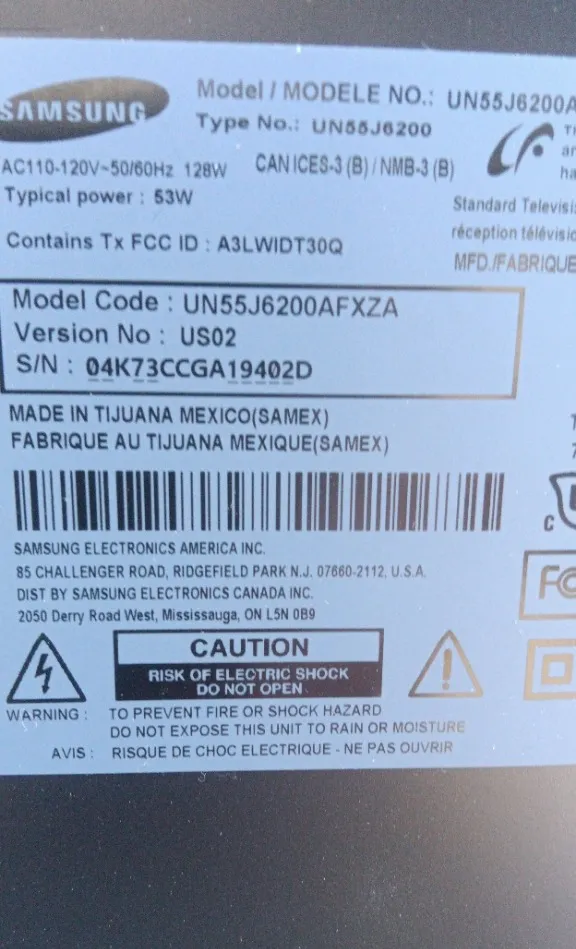 SAMSUNG
Model / MODELE NO.: UN55J6200A
Type No.: UN55J6200
AC110-120V~50/60Hz 128W CAN ICES-3 (B) / NMB-3 (B)
Typical power : 53W
Standard Televisi
réception télévisio
Contains Tx FCC ID : A3LWIDT30Q
MFD./FABRIQUE
Model Code : UN55J6200AFXZA
Version No : US02
S/N : 04K73CCGA19402D
MADE IN TIJUANA MEXICO(SAMEX)
FABRIQUE AU TIJUANA MEXIQUE(SAMEX)
SAMSUNG ELECTRONICS AMERICA INC.
85 CHALLENGER ROAD, RIDGEFIELD PARK N.J. 07660-2112. U.S.A.
DIST BY SAMSUNG ELECTRONICS CANADA INC.
2050 Derry Road West, Mississauga, ON L5N 0B9
C
FC
CAUTION
RISK OF ELECTRIC SHOCK
DO NOT OPEN
WARNING : TO PREVENT FIRE OR SHOCK HAZARD
DO NOT EXPOSE THIS UNIT TO RAIN OR MOISTURE
AVIS : RISQUE DE CHOC ELECTRIQUE - NE PAS OUVRIR